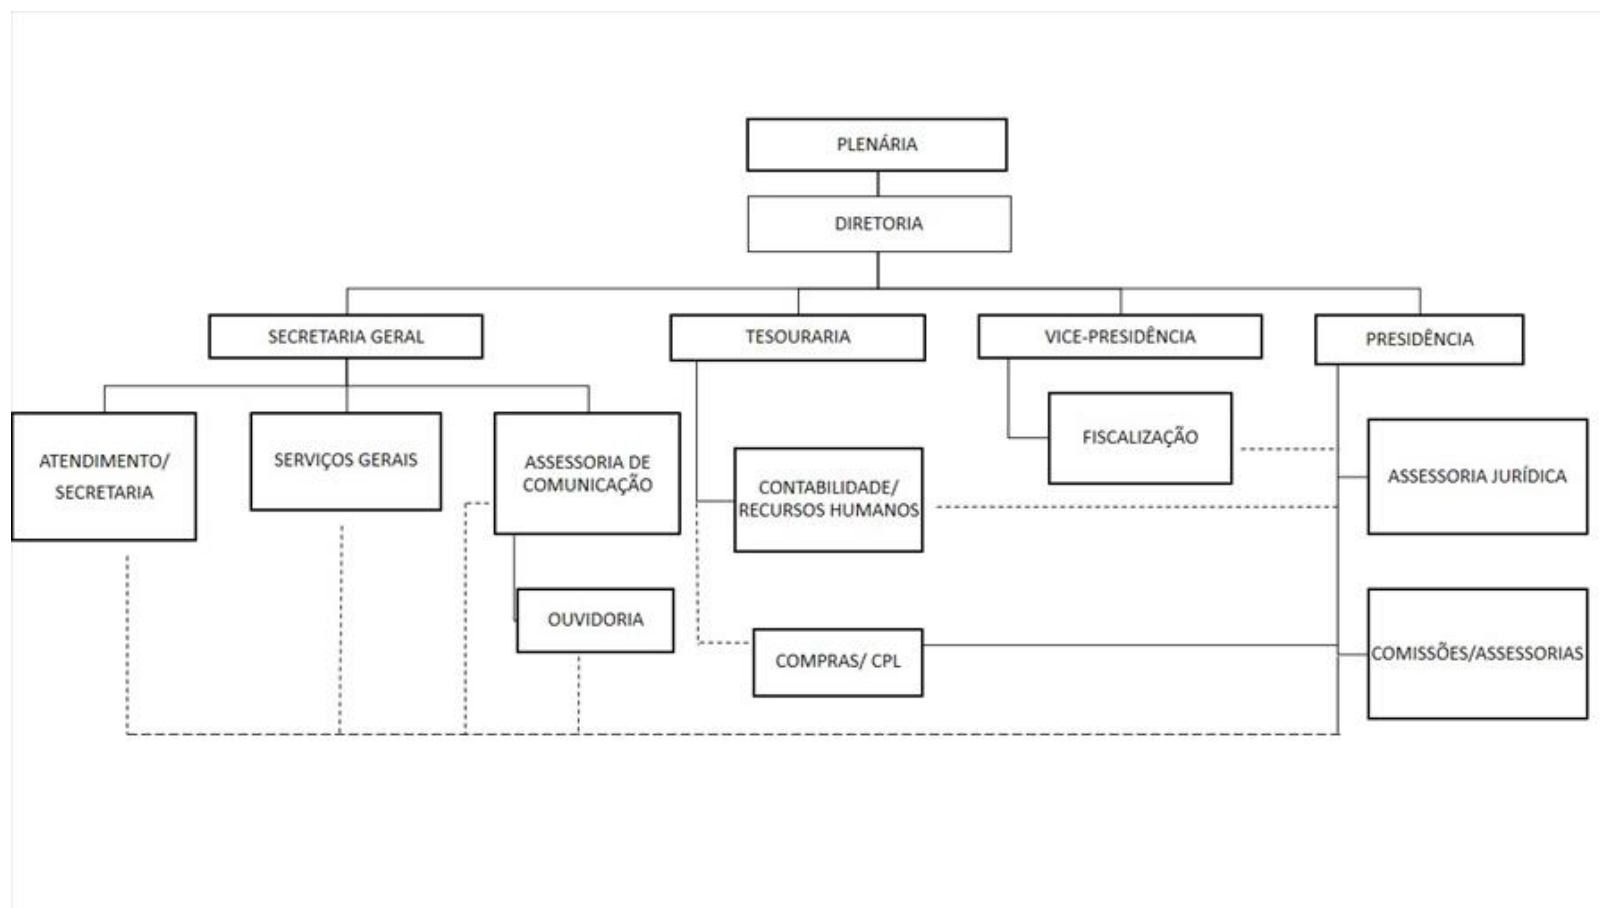 PLENÁRIA
DIRETORIA
SECRETARIA GERAL
TESOURARIA
VICE-PRESIDÊNCIA
PRESIDÊNCIA
ATENDIMENTO/
SECRETARIA
SERVIÇOS GERAIS
ASSESSORIA DE
COMUNICAÇÃO
OUVIDORIA
CONTABILIDADE/
RECURSOS HUMANOS
COMPRAS/ CPL
FISCALIZAÇÃO
ASSESSORIA JURÍDICA
COMISSÕES/ASSESSORIAS